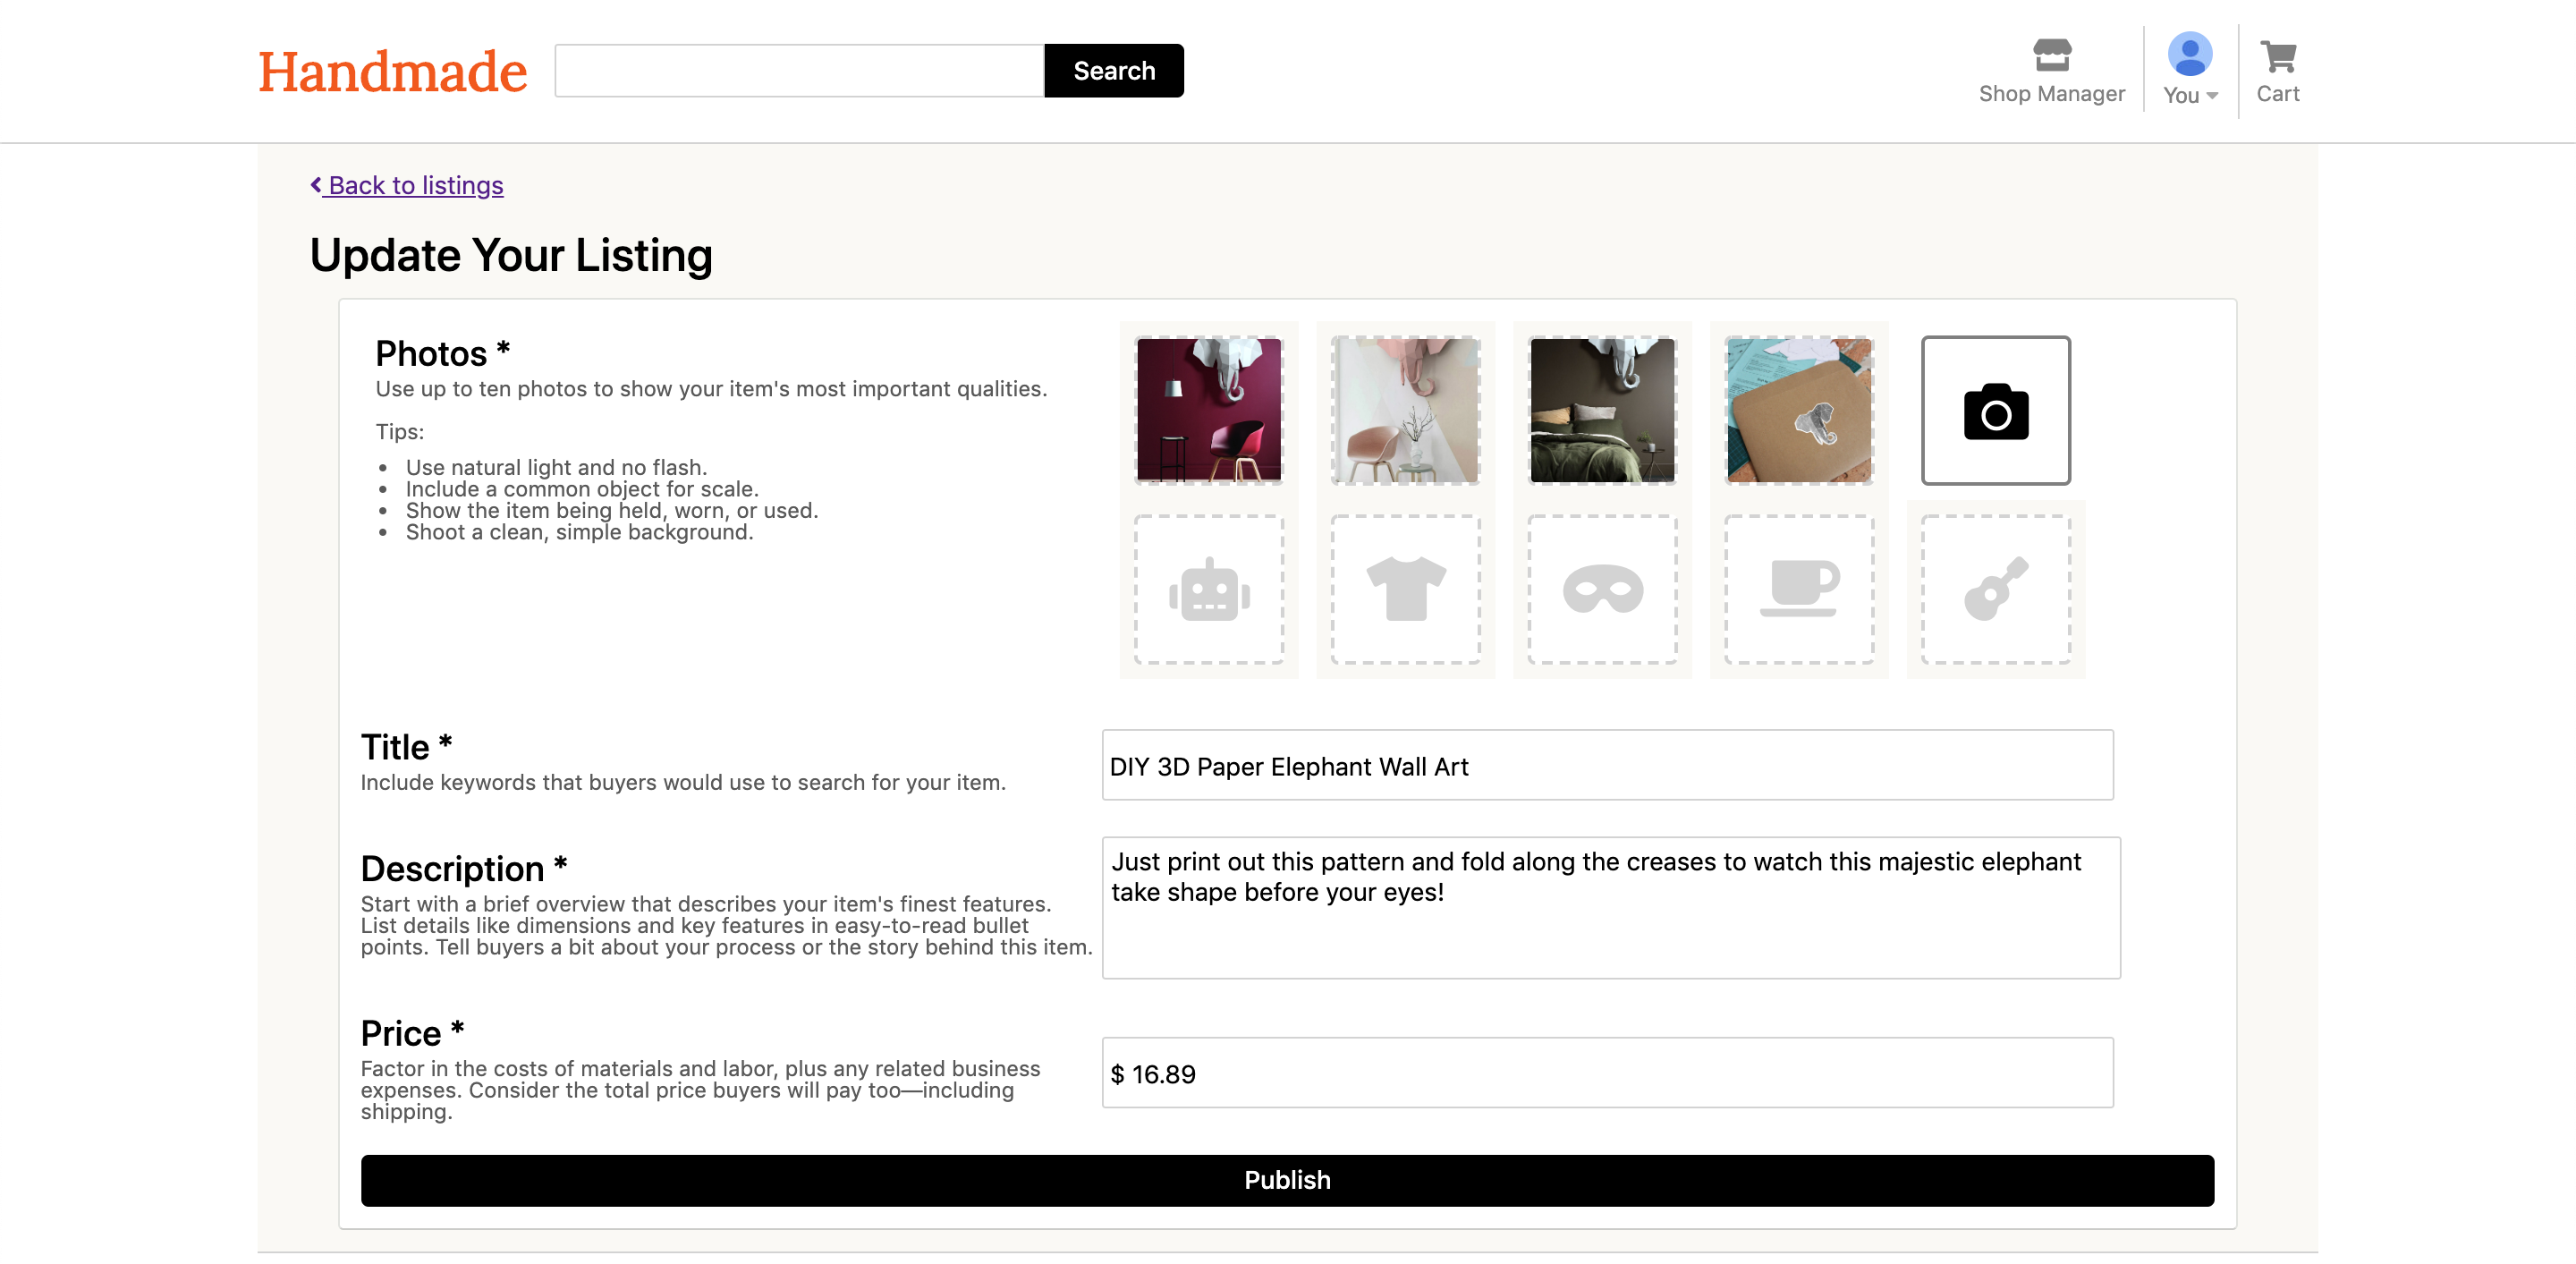 Handmade
Search
Shop Manager
You
Cart
Back to listings
Update Your Listing
Photos *
Use up to ten photos to show your item's most important qualities.
Tips:
• Use natural light and no flash.
• Include a common object for scale.
• Show the item being held, worn, or used.
• Shoot a clean, simple background.
Title *
Include keywords that buyers would use to search for your item.
DIY 3D Paper Elephant Wall Art
Description *
Start with a brief overview that describes your item's finest features.
List details like dimensions and key features in easy-to-read bullet
points. Tell buyers a bit about your process or the story behind this item.
Just print out this pattern and fold along the creases to watch this majestic elephant
take shape before your eyes!
Price *
Factor in the costs of materials and labor, plus any related business
expenses. Consider the total price buyers will pay too—including
shipping.
$ 16.89
Publish